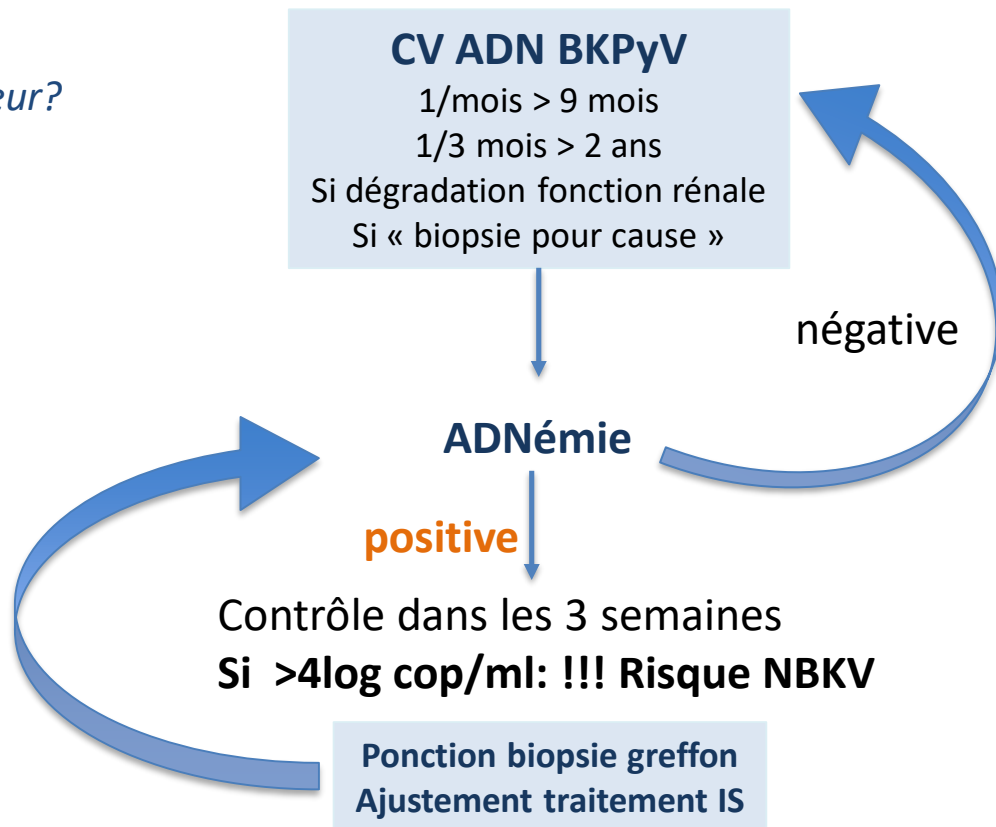 eur?
CV ADN BKPyV
1/mois > 9 mois
1/3 mois > 2 ans
Si dégradation fonction rénale
Si « biopsie pour cause »
négative
ADNémie
positive
Contrôle dans les 3 semaines
Si >4log cop/ml: !!! Risque NBKV
Ponction biopsie greffon
Ajustement traitement IS